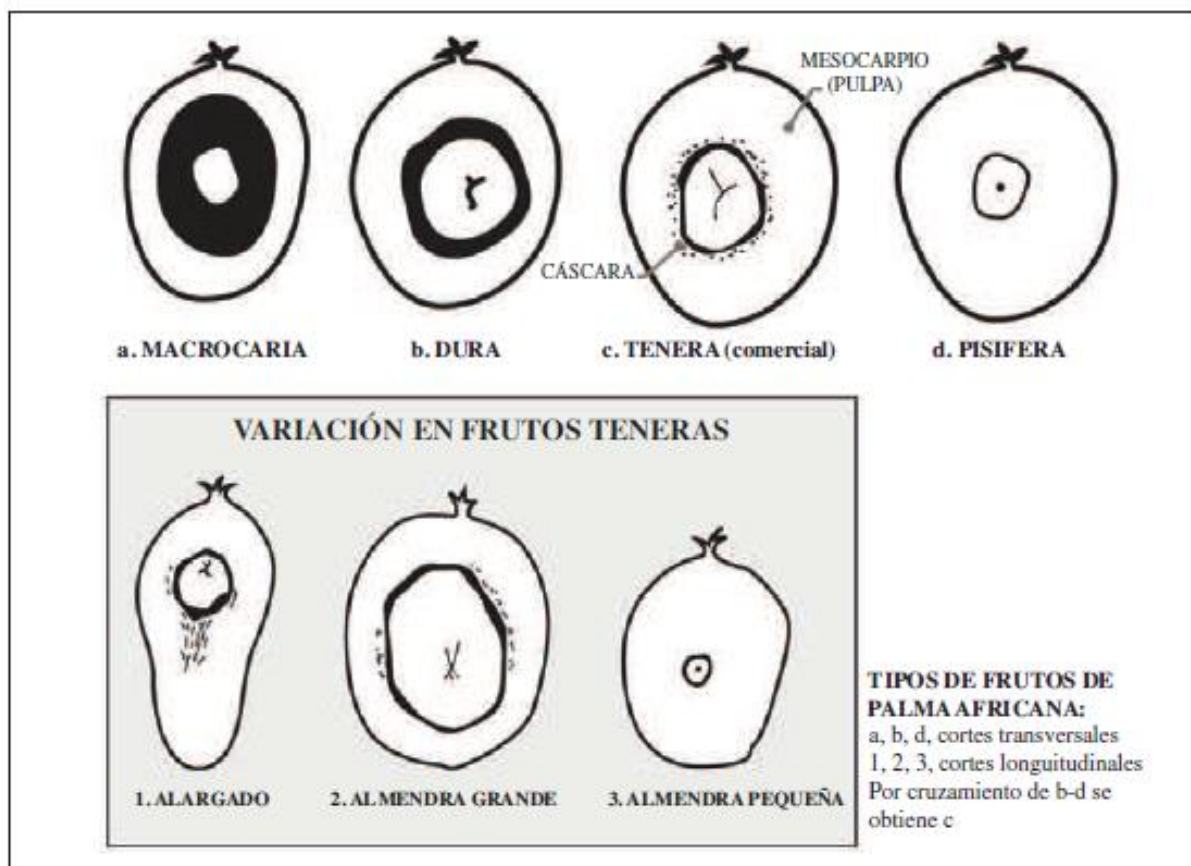 MESOCARPIO
(PULPA)
CÁSCARA
a. MACROCARIA
b. DURA
c. TENERA (comercial)
d. PISIFERA
VARIACIÓN EN FRUTOS TENERAS
1. ALARGADO
2. ALMENDRA GRANDE
3. ALMENDRA PEQUEÑA
TIPOS DE FRUTOS DE
PALMA AFRICANA:
a, b, d, cortes transversales
1, 2, 3, cortes longuitudinales
Por cruzamiento de b-d se
obtiene c